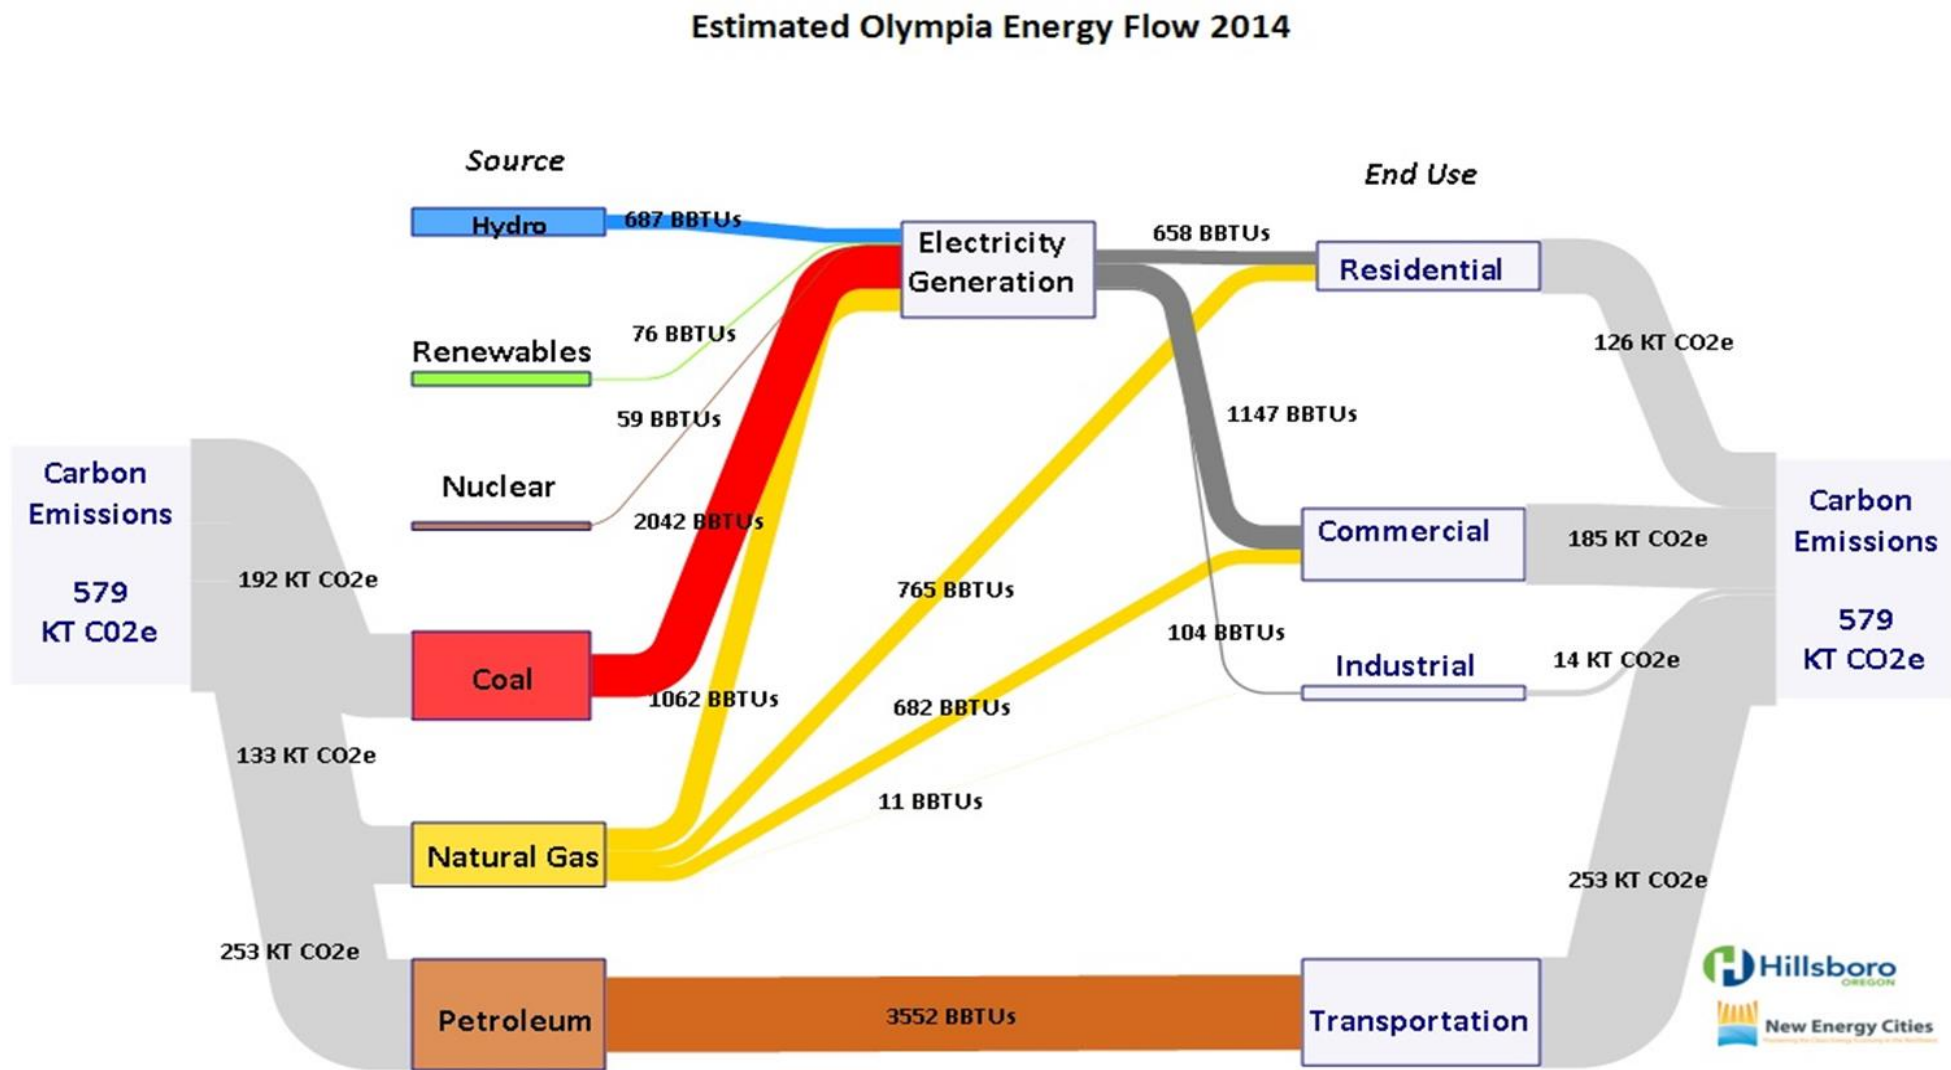 Estimated Olympia Energy Flow 2014
Source
End Use
Hydro
687 BBTUs
Electricity
Generation
658 BBTUs
Residential
Renewables
76 BBTUs
126 KT CO2e
59 BBTUs
1147 BBTUs
Nuclear
2042 BBTUs
Carbon
Emissions
579
KT C02e
192 KT CO2e
Commercial
185 KT CO2e
Carbon
Emissions
579
KT CO2e
765 BBTUs
104 BBTUs
Industrial
14 KT CO2e
Coal
1062 BBTUs
682 BBTUs
133 KT CO2e
11 BBTUs
Natural Gas
253 KT CO2e
253 KT CO2e
Petroleum
3552 BBTUs
Transportation
Hillsboro
OREGON
New Energy Cities